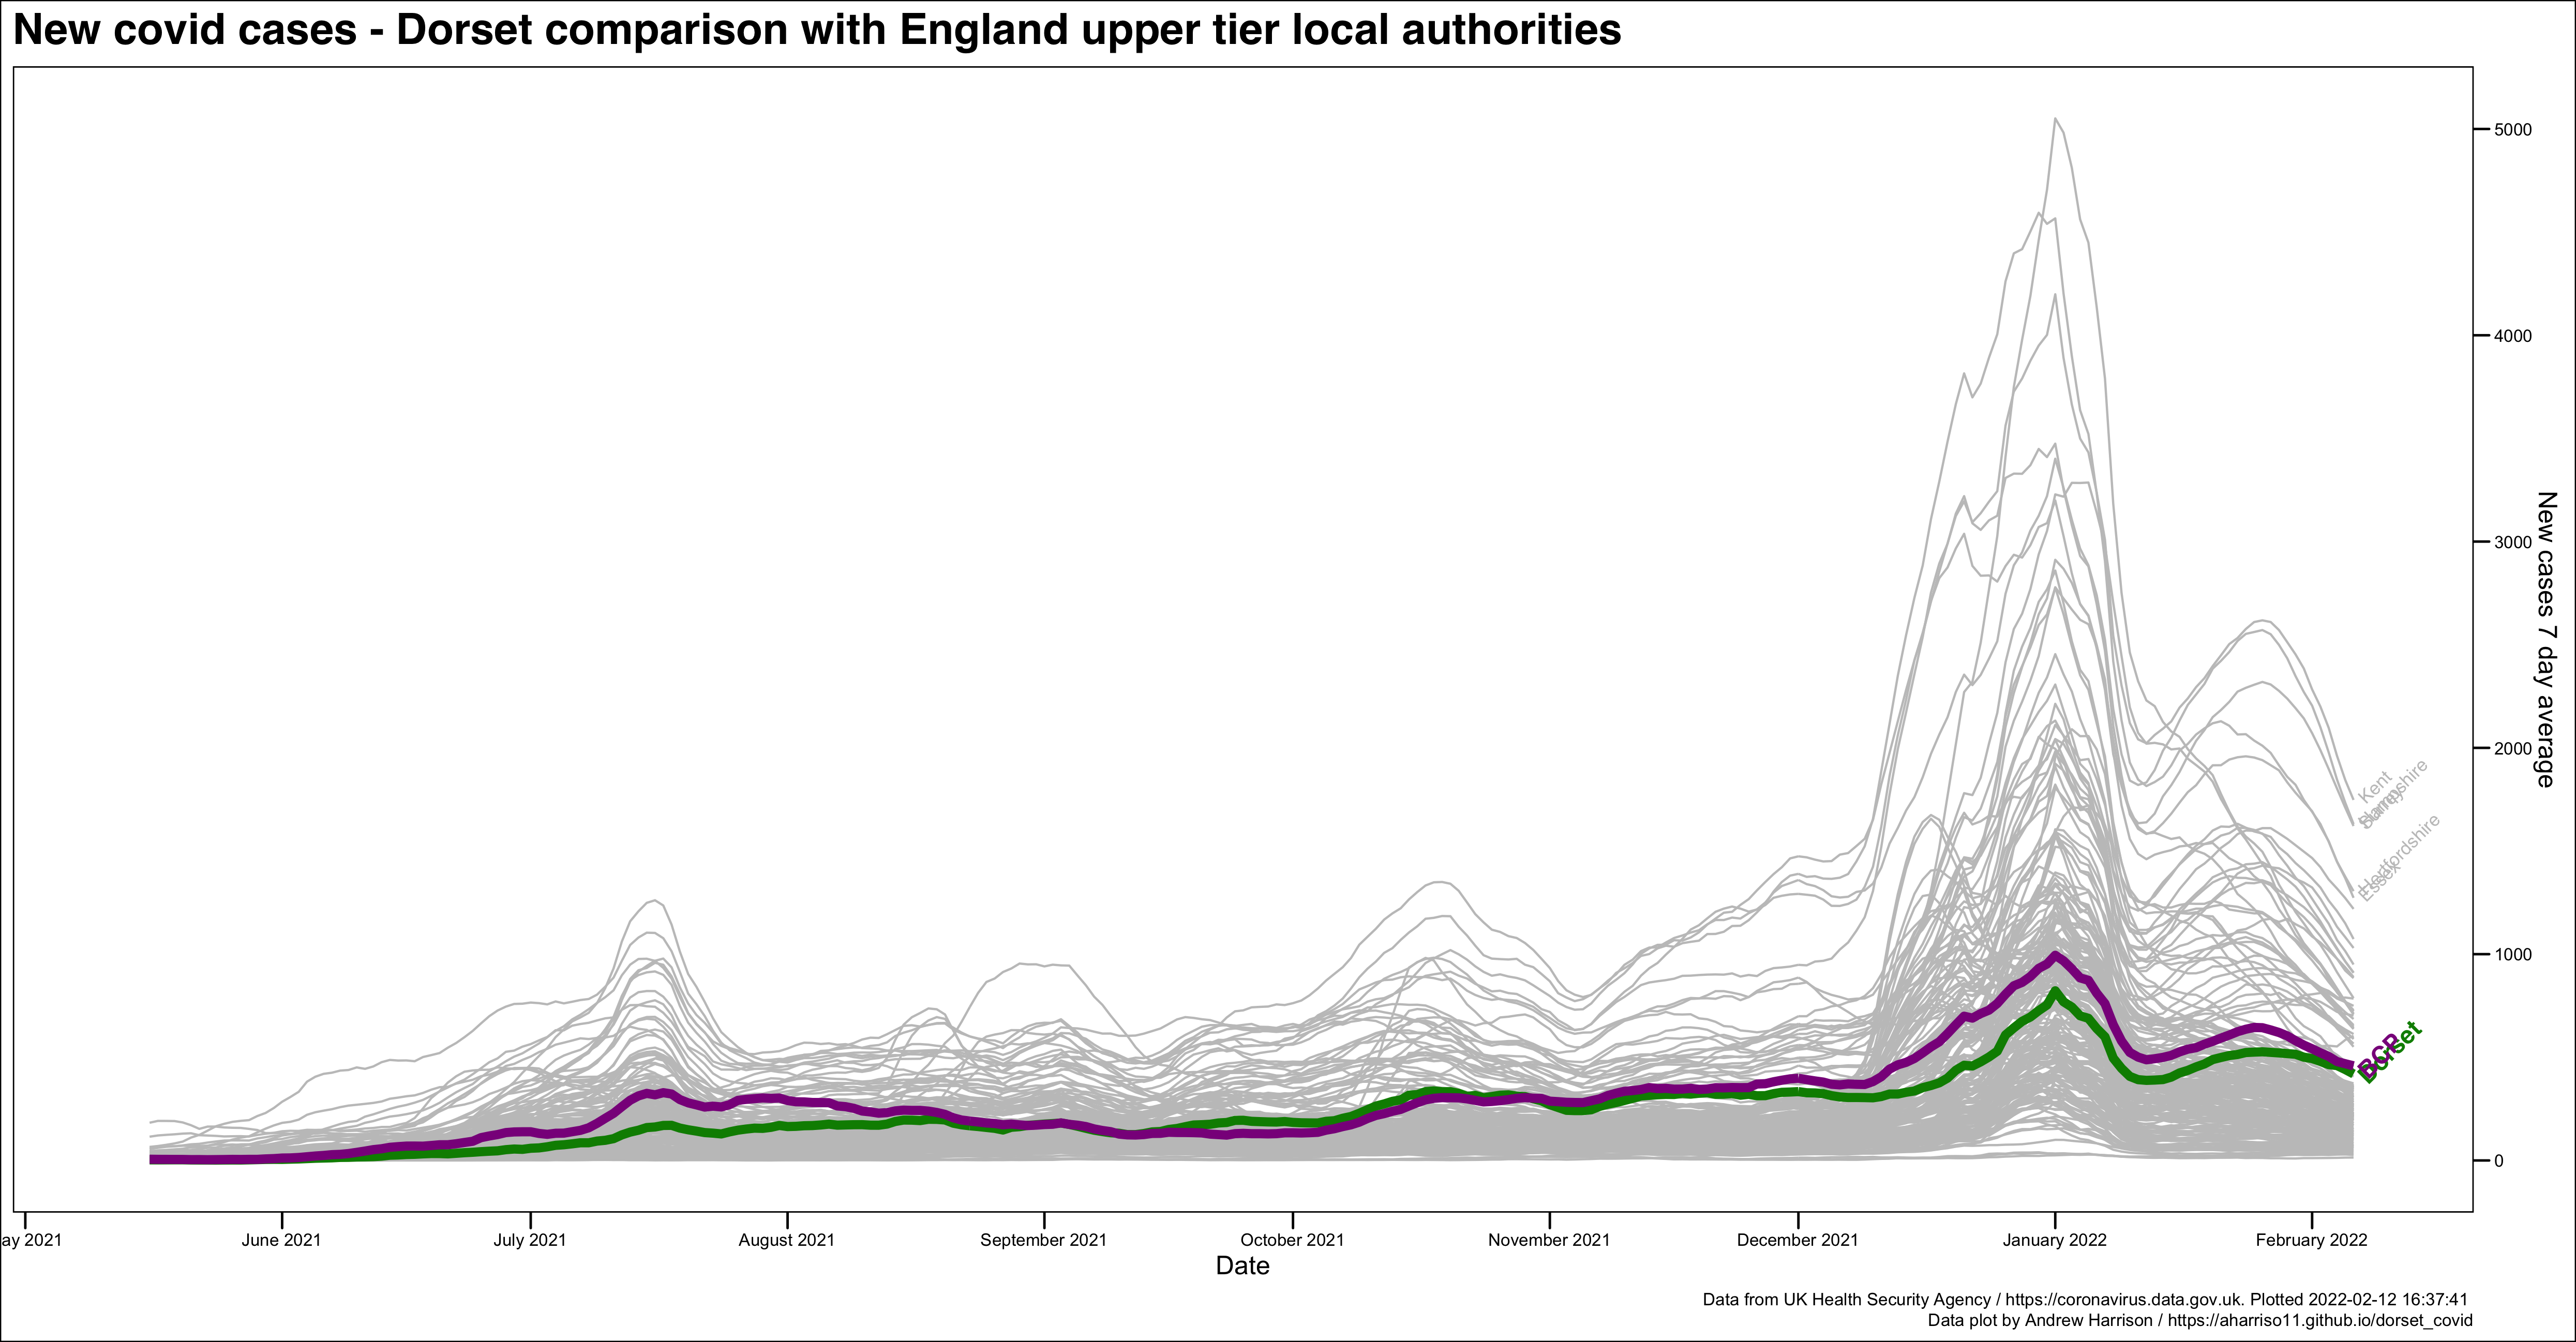 New covid cases - Dorset comparison with England upper tier local authorities
5000
4000
3000
2000
1000
0
New cases 7 day average
Kent
Hampshire
Surrey
Hertfordshire
Essex
BCP
Dorset
ay 2021
June 2021
July 2021
August 2021
September 2021
October 2021
November 2021
December 2021
January 2022
February 2022
Date
Data from UK Health Security Agency / https://coronavirus.data.gov.uk. Plotted 2022-02-12 16:37:41
Data plot by Andrew Harrison / https://aharriso11.github.io/dorset_covid